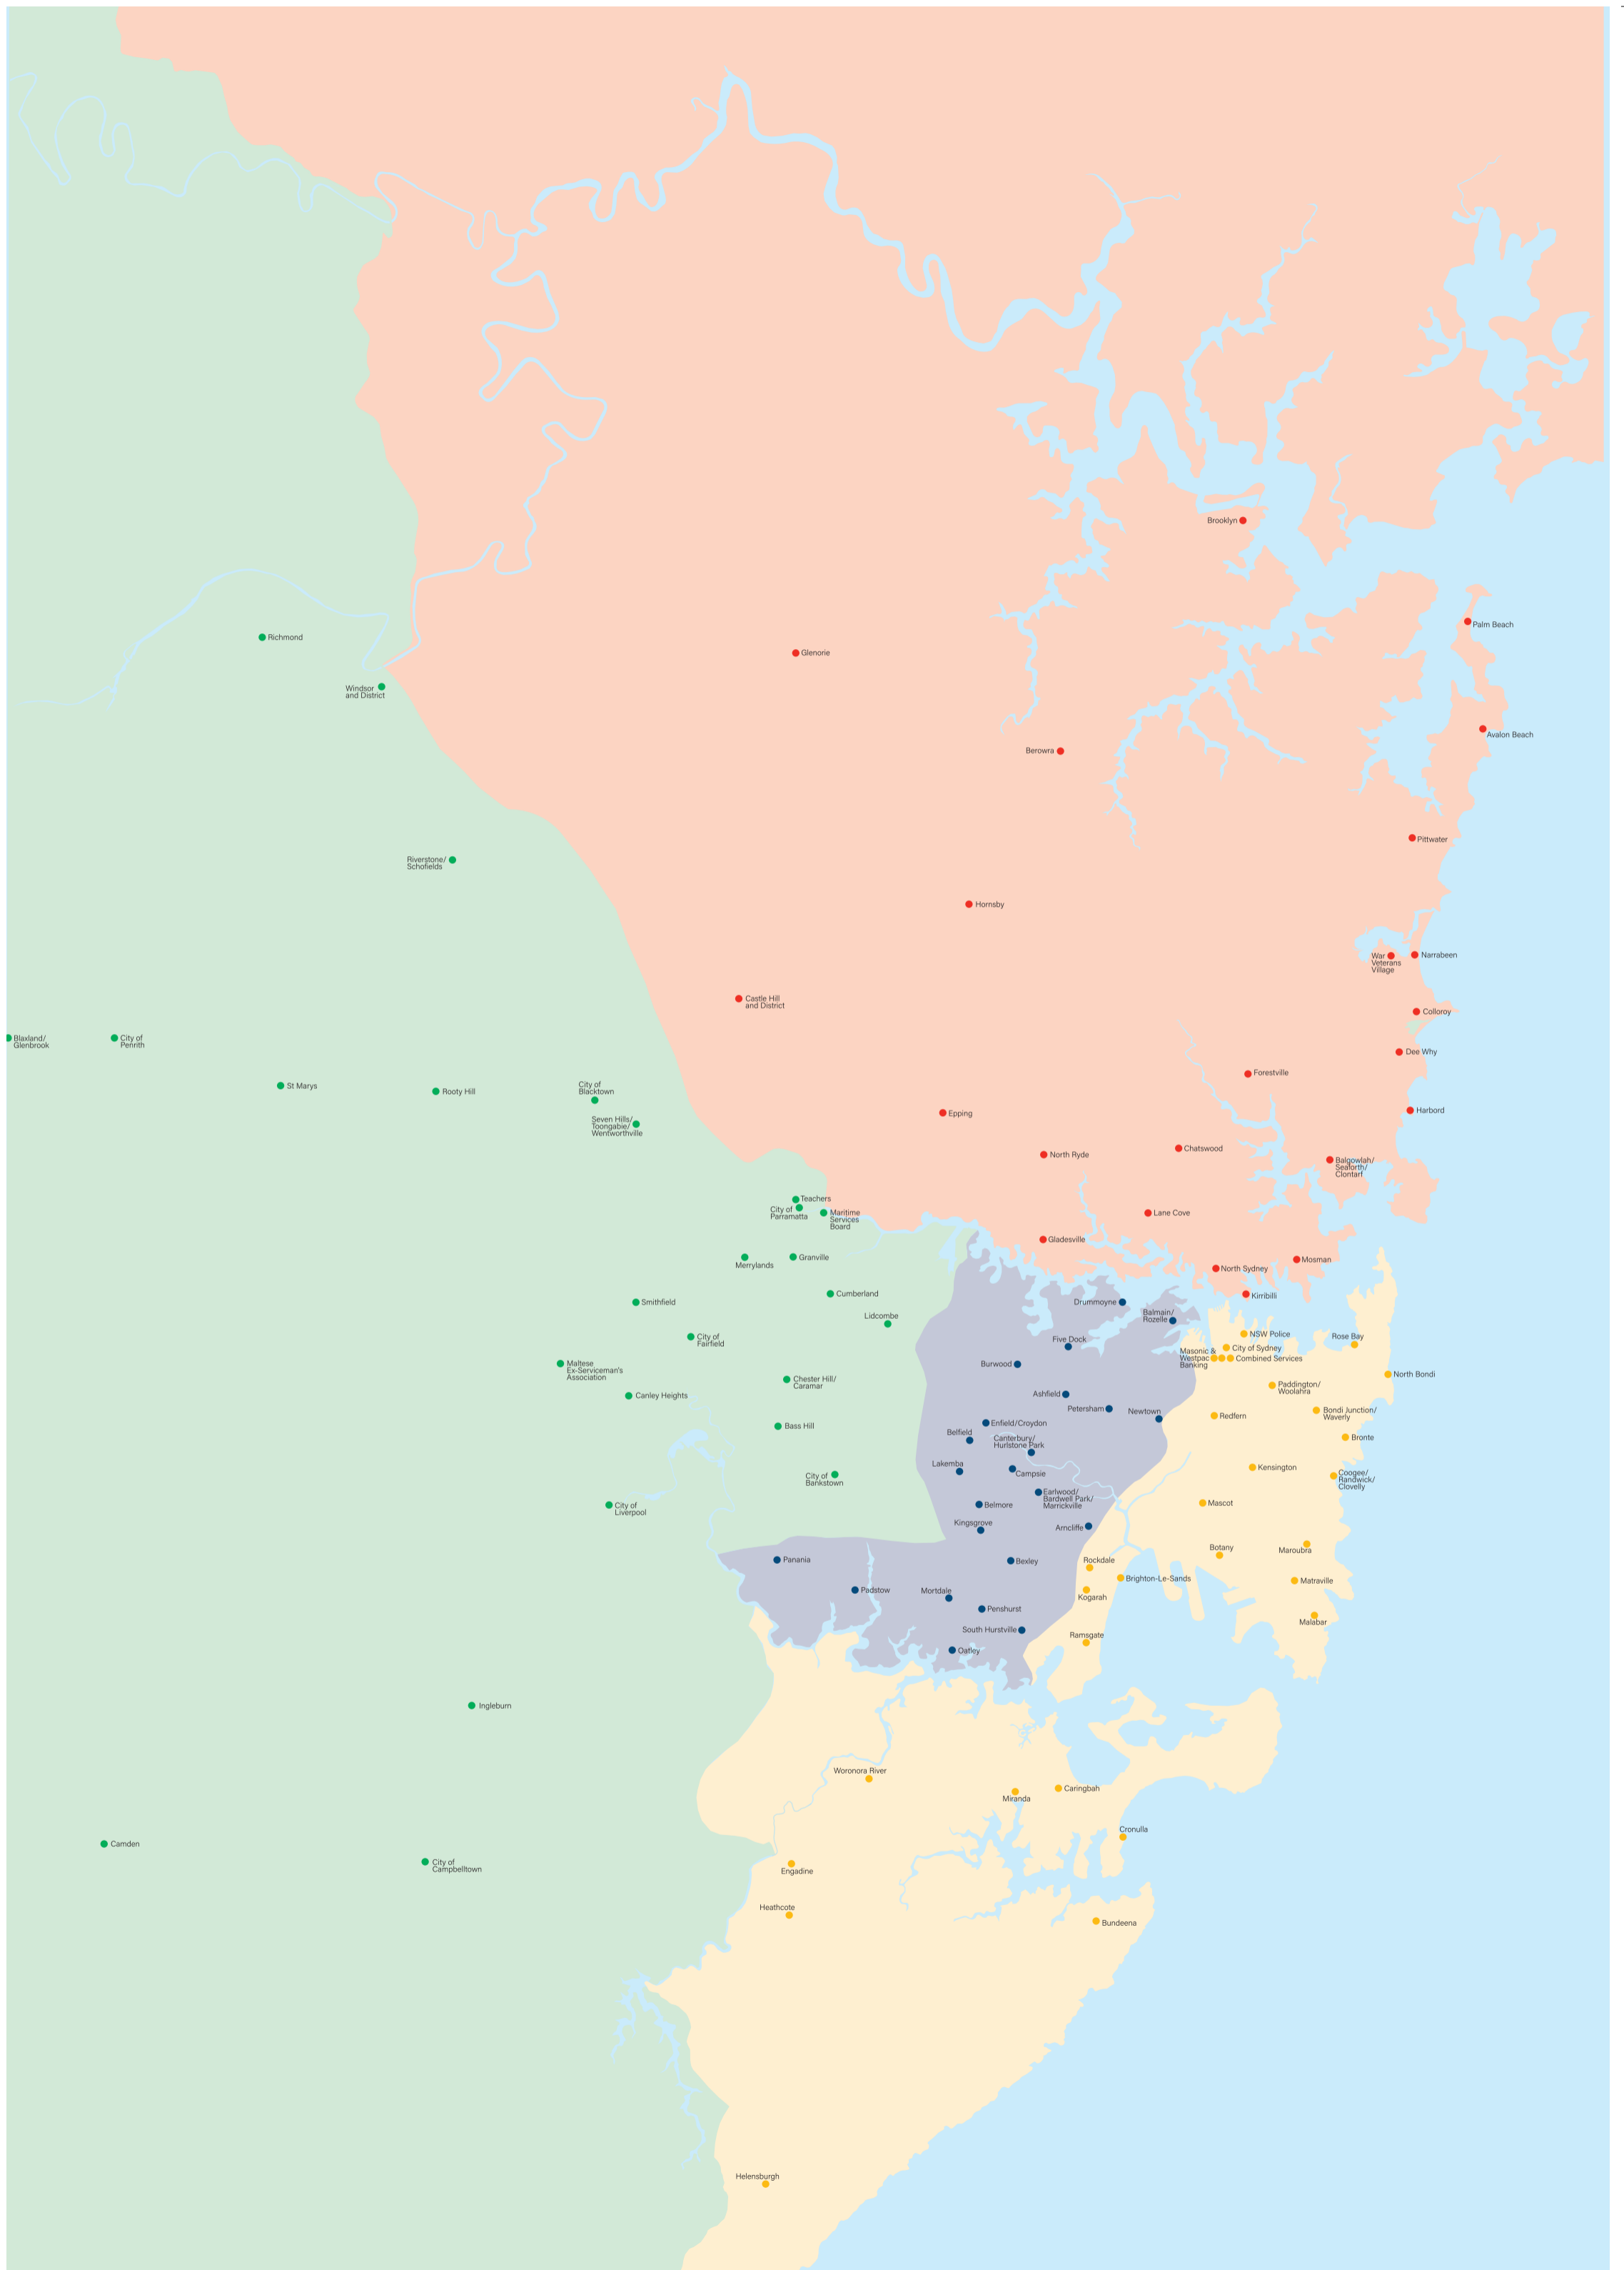 Brooklyn
Palm Beach
Richmond
Glenorie
Windsor
and District
Avalon Beach
Berowra
Pittwater
Riverstone/
Schofields
Hornsby
War
Veterans
Village
Narrabeen
Castle Hill
and District
Colloroy
Blaxland/
Glenbrook
City of
Penrith
Dee Why
Forestville
St Marys
Rooty Hill
City of
Blacktown
Harbord
Epping
Seven Hills/
Toongabie/
Wentworthville
Chatswood
North Ryde
Balgowlah/
Seaforth/
Clontarf
Teachers
City of
Parramatta
Maritime
Services
Board
Lane Cove
Gladesville
Merrylands
Granville
Mosman
North Sydney
Cumberland
Kirribilli
Smithfield
Drummoyne
Balmain/
Rozelle
Lidcombe
City of
Fairfield
NSW Police
Rose Bay
Five Dock
City of Sydney
Masonic &
Westpac
Banking
Combined Services
Maltese
Ex-Serviceman's
Association
Burwood
North Bondi
Chester Hill/
Caramar
Paddington/
Woolahra
Canley Heights
Ashfield
Petersham
Newtown
Redfern
Bondi Junction/
Waverly
Bass Hill
Enfield/Croydon
Belfield
Canterbury/
Hurlstone Park
Bronte
Lakemba
Campsie
Kensington
Coogee/
Randwick/
Clovelly
City of
Bankstown
Earlwood/
Bardwell Park/
Marrickville
City of
Liverpool
Belmore
Mascot
Kingsgrove
Arncliffe
Panania
Bexley
Rockdale
Botany
Maroubra
Brighton-Le-Sands
Matraville
Padstow
Mortdale
Kogarah
Penshurst
Malabar
South Hurstville
Ramsgate
Oatley
Ingleburn
Woronora River
Miranda
Caringbah
Cronulla
Camden
City of
Campbelltown
Engadine
Heathcote
Bundeena
Helensburgh